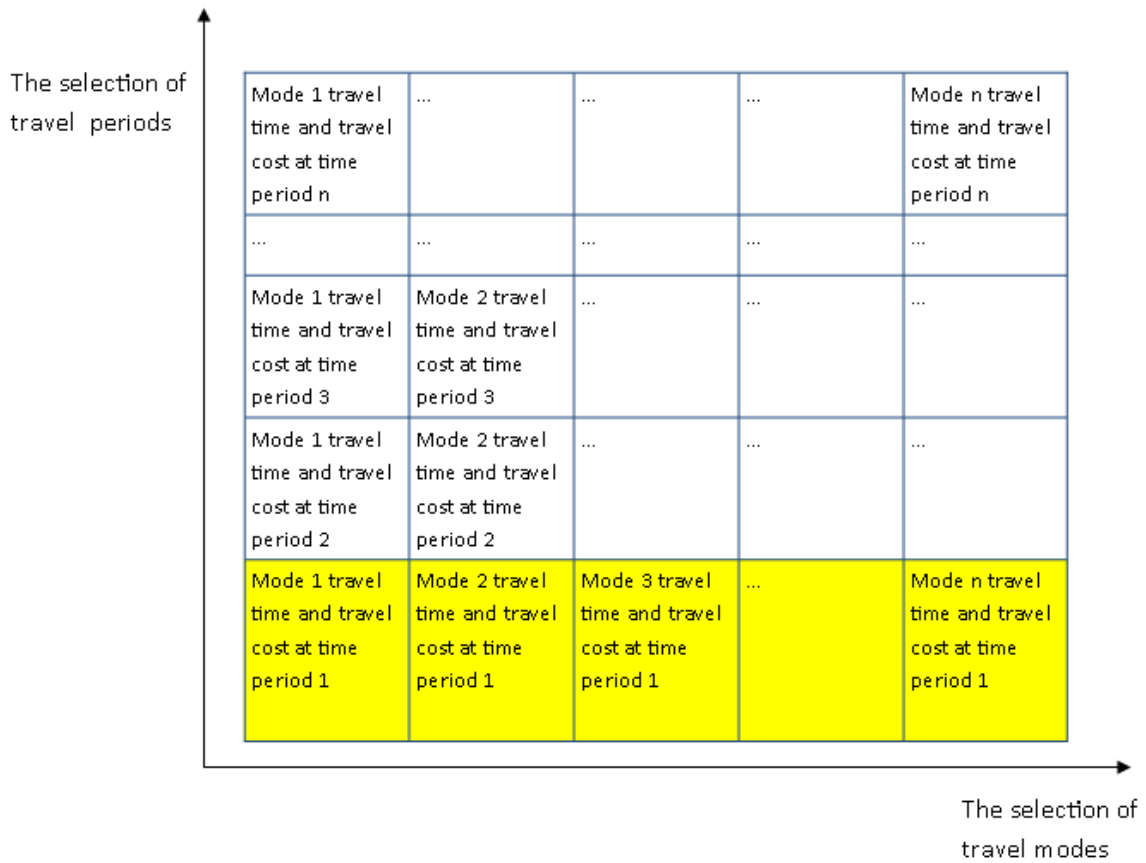 The selection of
travel periods
Mode 1 travel
time and travel
cost at time
period n
...
...
...
Mode n travel
time and travel
cost at time
period n
...
...
...
...
...
Mode 1 travel
time and travel
cost at time
period 3
Mode 2 travel
time and travel
cost at time
period 3
...
...
...
Mode 1 travel
time and travel
cost at time
period 2
Mode 2 travel
time and travel
cost at time
period 2
...
...
...
Mode 1 travel
time and travel
cost at time
period 1
Mode 2 travel
time and travel
cost at time
period 1
Mode 3 travel
time and travel
cost at time
period 1
...
Mode n travel
time and travel
cost at time
period 1
The selection of
travel modes